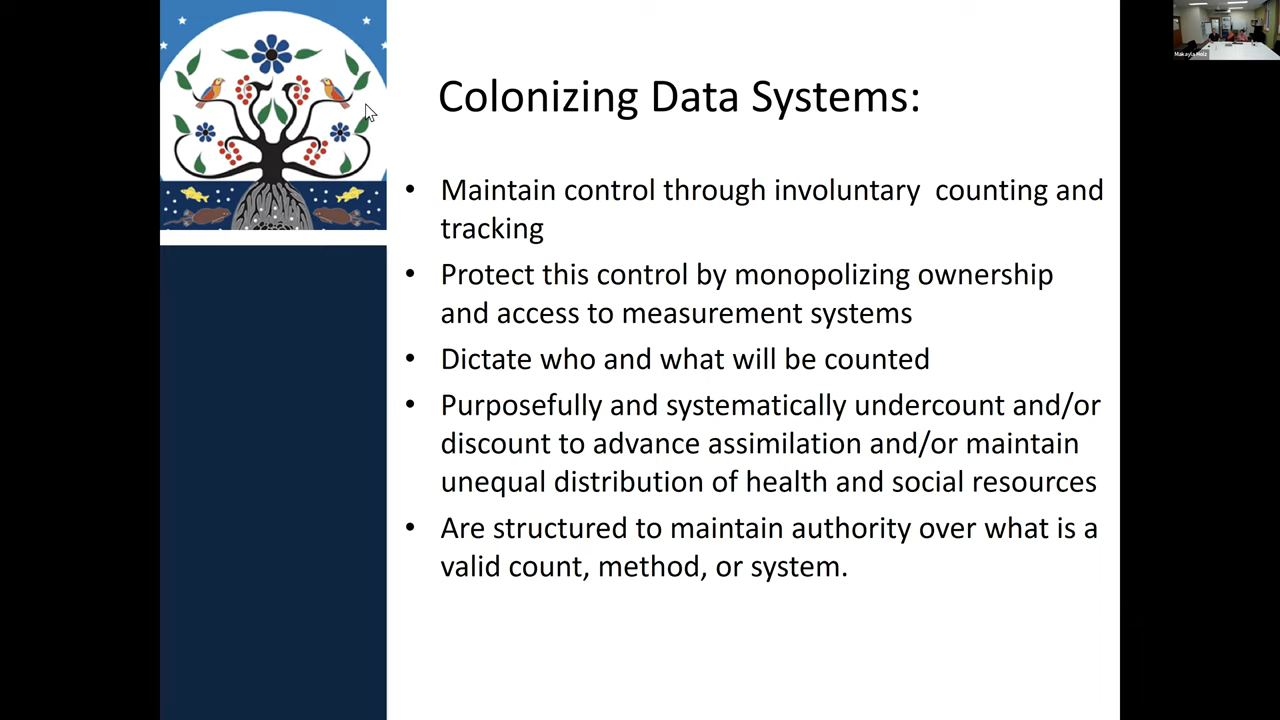 Makayla Holz
Colonizing Data Systems:
• Maintain control through involuntary  counting and
tracking
• Protect this control by monopolizing ownership
and access to measurement systems
• Dictate who and what will be counted
• Purposefully and systematically undercount and/or
discount to advance assimilation and/or maintain
unequal distribution of health and social resources
• Are structured to maintain authority over what is a
valid count, method, or system.